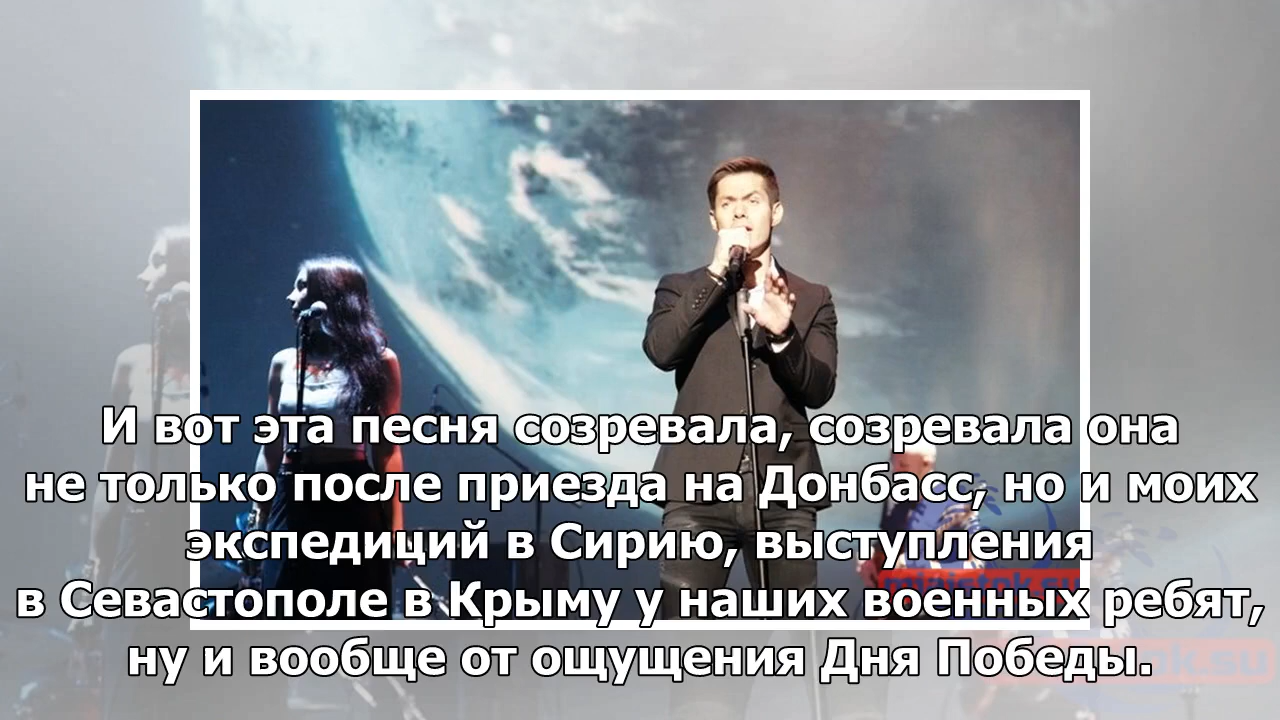 И вот эта песня созревала, созревала она
не только после приезда на Донбасс, но и моих
экспедиций в Сирию, выступления
в Севастополе в Крыму у наших военных ребят,
ну и вообще от ощущения Дня Победы.